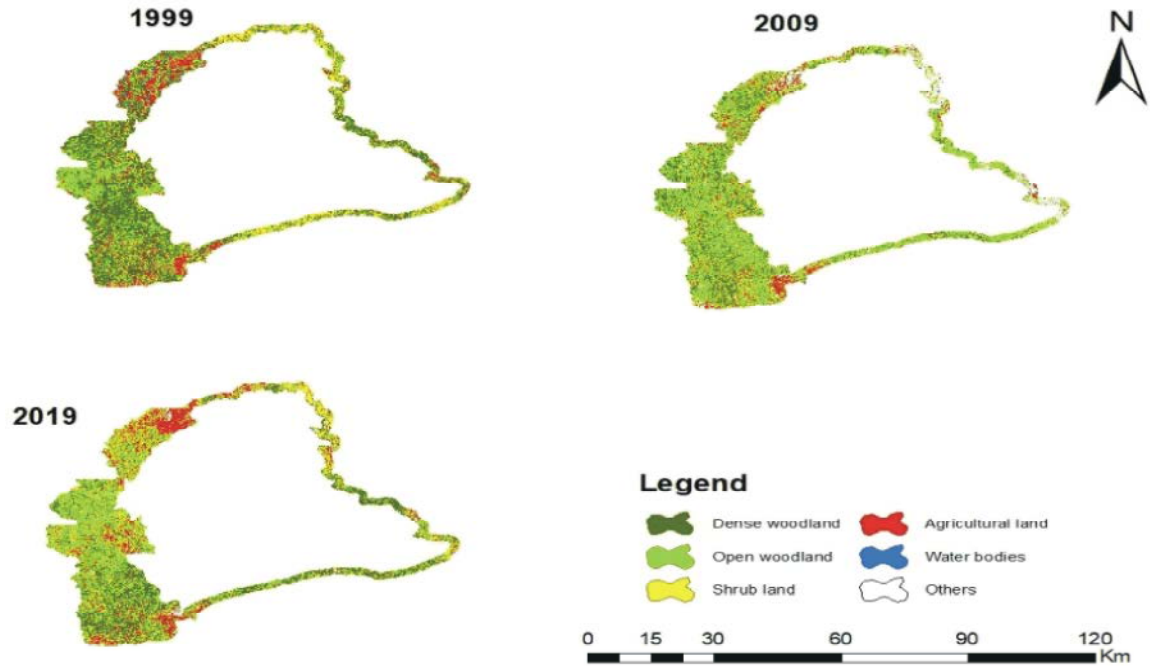 1999
2009
N
2019
Legend
Dense woodland
Agricultural land
Open woodland
Water bodies
Shrub land
Others
0 15 30 60 90 120
Km